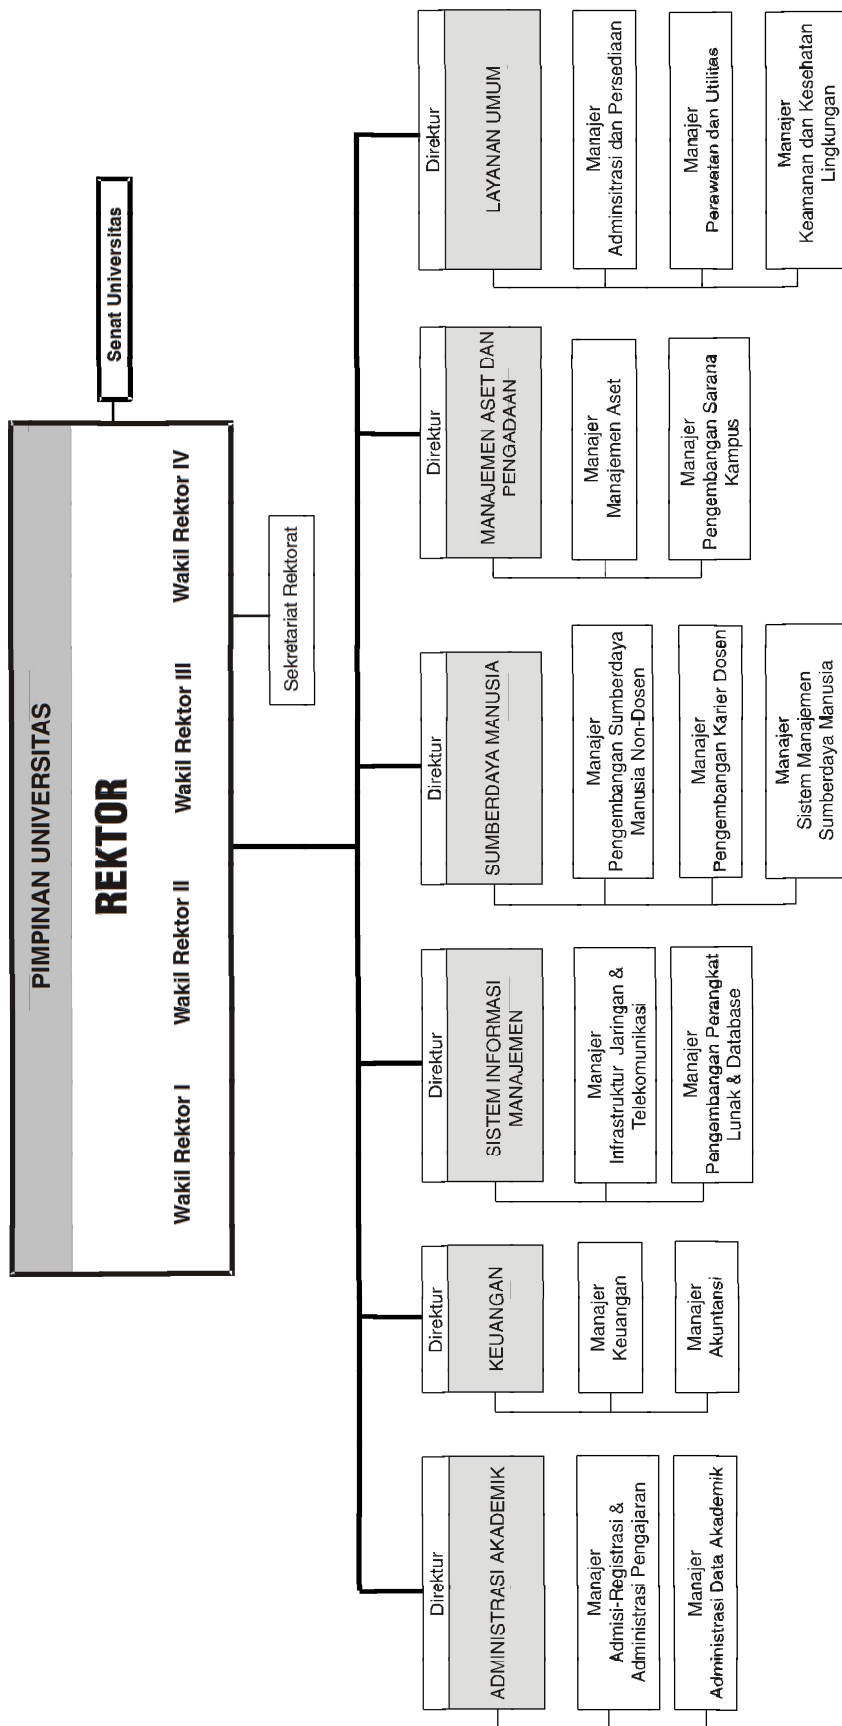 PIMPINAN UNIVERSITAS
REKTOR
Wakil Rektor I
Wakil Rektor II
Wakil Rektor III
Wakil Rektor IV
Senat Universitas
Sekretariat Rektorat
Direktur
ADMINISTRASI AKADEMIK
Manajer
Admisi-Registrasi &
Administrasi Pengajaran
Manajer
Administrasi Data Akademik
Direktur
KEUANGAN
Manajer
Keuangan
Manajer
Akuntansi
Direktur
SISTEM INFORMASI
MANAJEMEN
Manajer
Infrastruktur Jaringan &
Telekomunikasi
Manajer
Pengembangan Perangkat
Lunak & Database
Direktur
SUMBERDAYA MANUSIA
Manajer
Pengembangan Sumberdaya
Manusia Non-Dosen
Manajer
Pengembangan Karier Dosen
Manajer
Sistem Manajemen
Sumberdaya Manusia
Direktur
MANAJEMEN ASET DAN
PENGADAAN
Manajer
Manajemen Aset
Manajer
Pengembangan Sarana
Kampus
Direktur
LAYANAN UMUM
Manajer
Adminsitrasi dan Persediaan
Manajer
Perawatan dan Utilitas
Manajer
Keamanan dan Kesehatan
Lingkungan